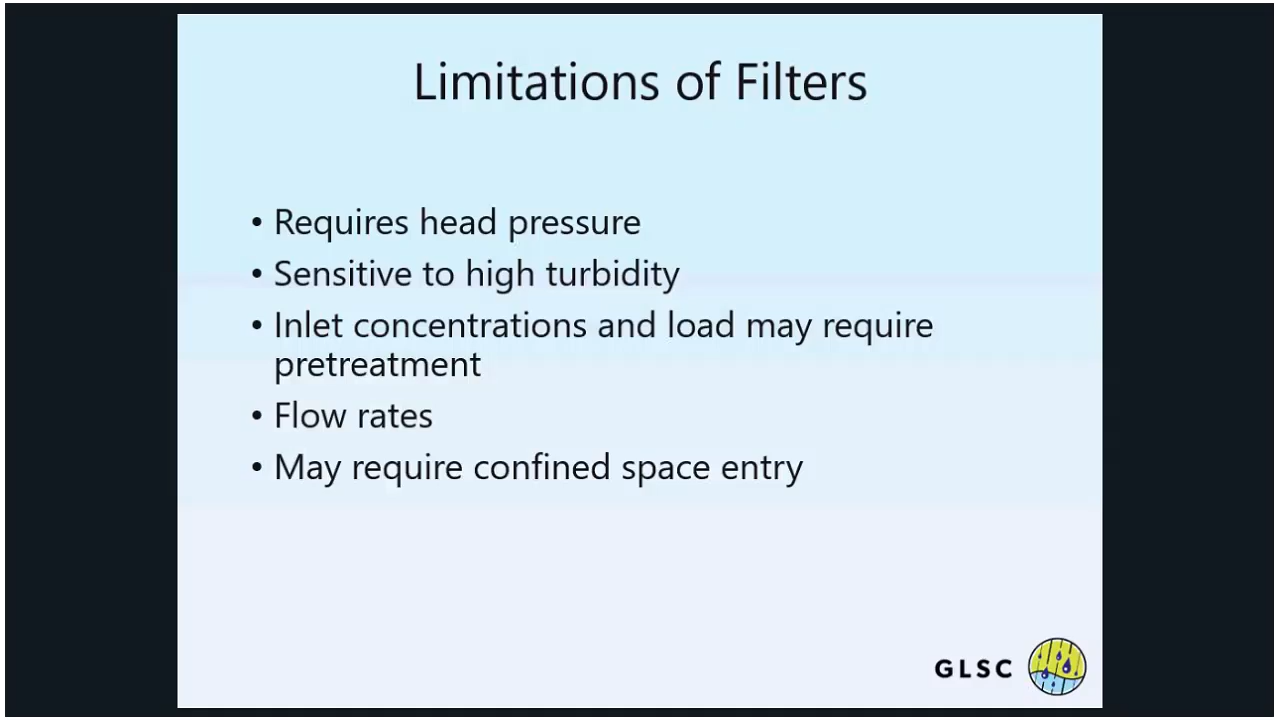 Limitations of Filters
• Requires head pressure
• Sensitive to high turbidity
• Inlet concentrations and load may require
pretreatment
• Flow rates
• May require confined space entry
GLSC